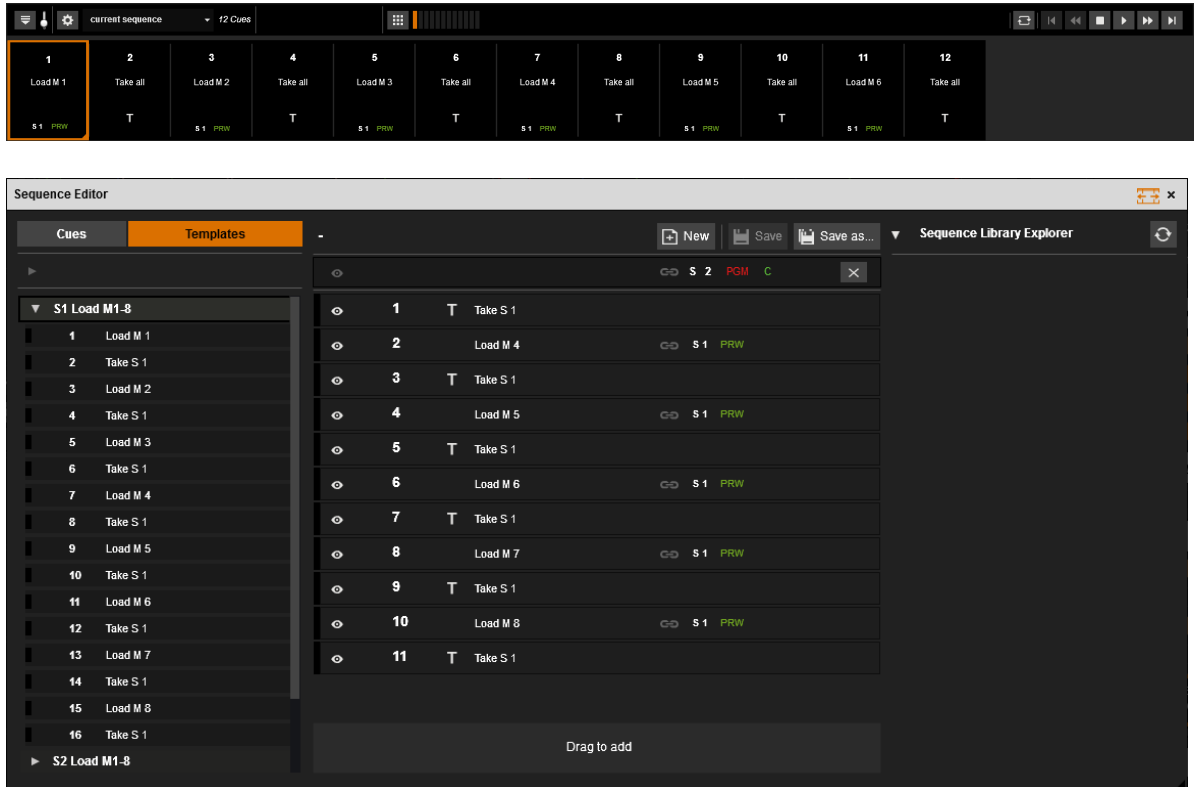 current sequence 12 Cues
1 2 3 4 5 6 7 8 9 10 11 12
Load M 1 Take all Load M 2 Take all Load M 3 Take all Load M 4 Take all Load M 5 Take all Load M 6 Take all
T T T T T T
S 1 PRW S 1 PRW S 1 PRW S 1 PRW S 1 PRW S 1 PRW
Sequence Editor
Cues Templates
- New Save Save as...
Sequence Library Explorer
S 2 PGM C
S1 Load M1-8
1 Load M 1
2 Take S 1
3 Load M 2
4 Take S 1
5 Load M 3
6 Take S 1
7 Load M 4
8 Take S 1
9 Load M 5
10 Take S 1
11 Load M 6
12 Take S 1
13 Load M 7
14 Take S 1
15 Load M 8
16 Take S 1
S2 Load M1-8
1 T Take S 1
2 Load M 4 S 1 PRW
3 T Take S 1
4 Load M 5 S 1 PRW
5 T Take S 1
6 Load M 6 S 1 PRW
7 T Take S 1
8 Load M 7 S 1 PRW
9 T Take S 1
10 Load M 8 S 1 PRW
11 T Take S 1
Drag to add